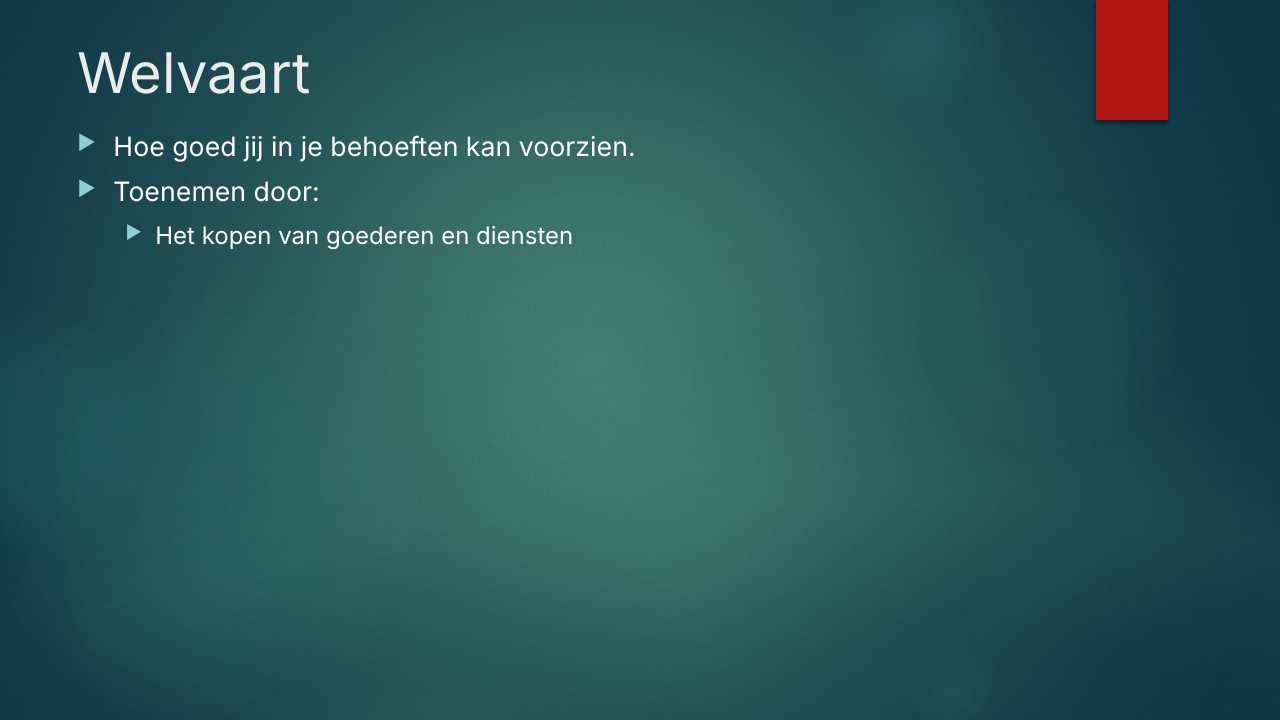 Welvaart
Hoe goed jij in je behoeften kan voorzien.
Toenemen door:
Het kopen van goederen en diensten